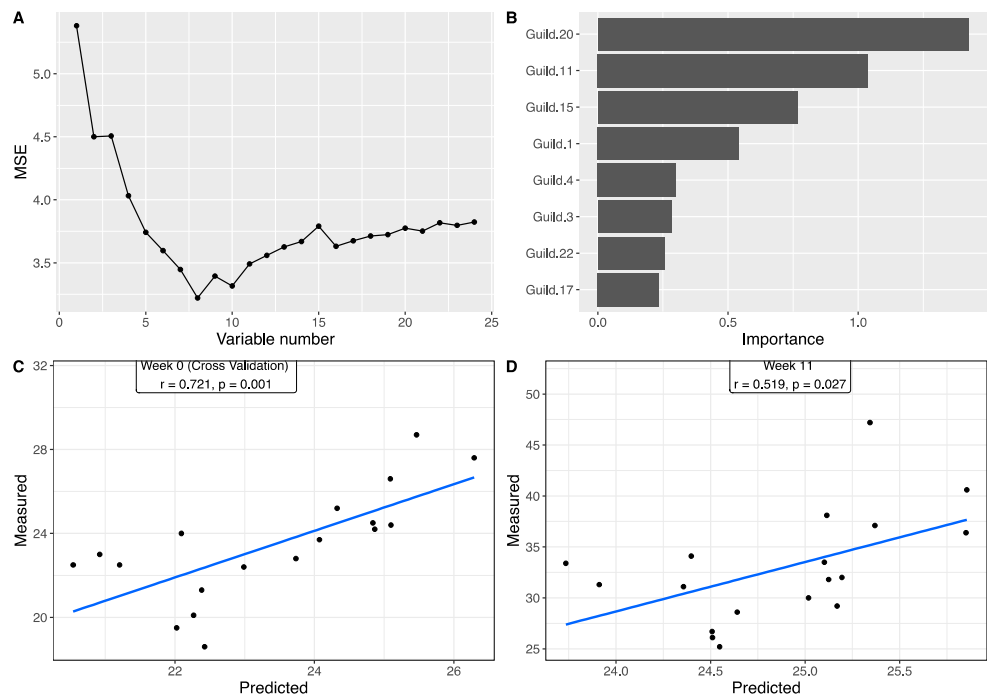 A
MSE
5.0
4.5
4.0
3.5
0 5 10 15 20 25
Variable number
B
Guild.20
Guild.11
Guild.15
Guild.1
Guild.4
Guild.3
Guild.22
Guild.17
0.0 0.5 1.0
Importance
C
Week 0 (Cross Validation)
r = 0.721, p = 0.001
Measured
32
28
24
20
22 24 26
Predicted
D
Week 11
r = 0.519, p = 0.027
Measured
50
45
40
35
30
25
24.0 24.5 25.0 25.5
Predicted